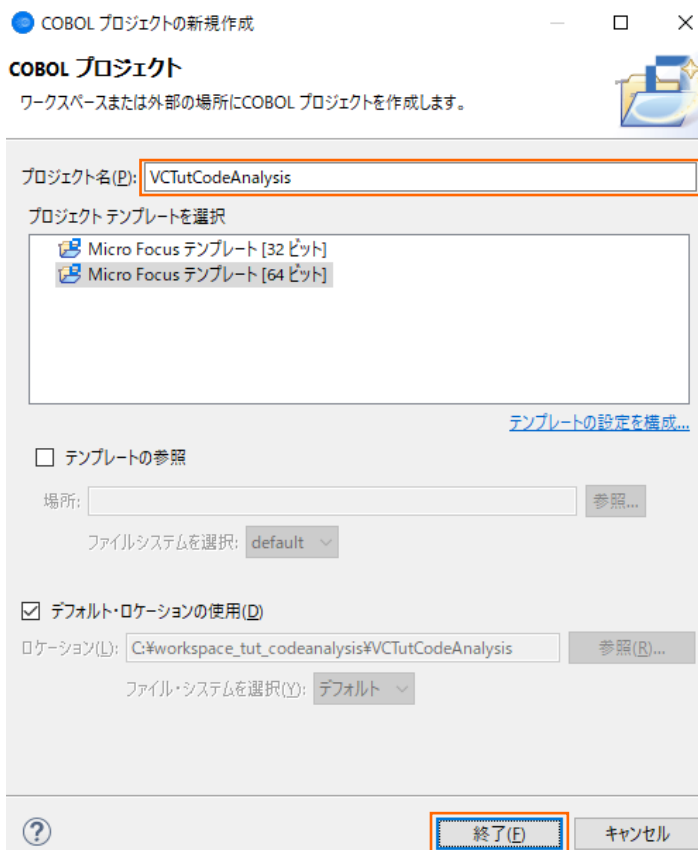 COBOL プロジェクトの新規作成
COBOL プロジェクト
ワークスペースまたは外部の場所にCOBOL プロジェクトを作成します。
プロジェクト名(P): VCTutCodeAnalysis
プロジェクト テンプレートを選択
Micro Focus テンプレート [32 ビット]
Micro Focus テンプレート [64 ビット]
テンプレートの設定を構成...
テンプレートの参照
場所: 参照...
ファイルシステムを選択: default
デフォルト・ロケーションの使用(D)
ロケーション(L): C:¥workspace_tut_codeanalysis¥VCTutCodeAnalysis 参照(R)...
ファイル・システムを選択(Y): デフォルト
? 終了(F) キャンセル